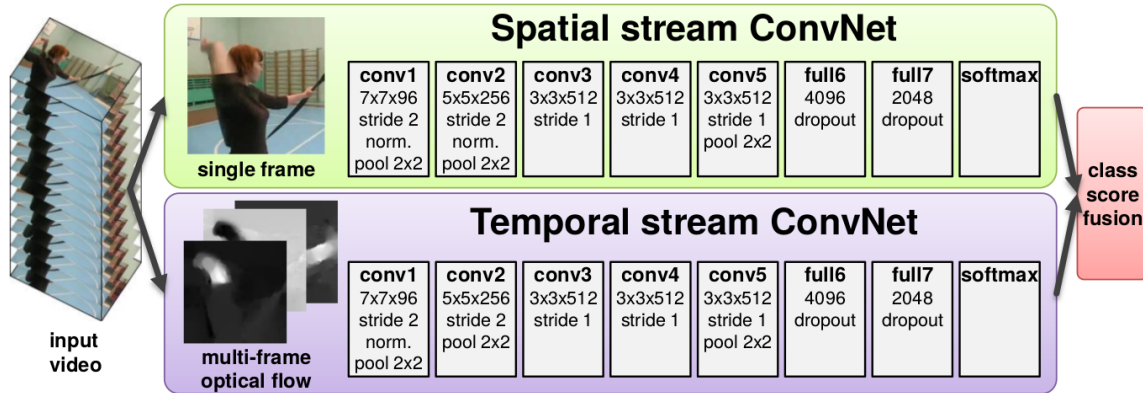 Spatial stream ConvNet
conv1
7x7x96
stride 2
norm.
pool 2x2
conv2
5x5x256
stride 2
norm.
pool 2x2
conv3
3x3x512
stride 1
conv4
3x3x512
stride 1
conv5
3x3x512
stride 1
pool 2x2
full6
4096
dropout
full7
2048
dropout
softmax
single frame
Temporal stream ConvNet
conv1
7x7x96
stride 2
norm.
pool 2x2
conv2
5x5x256
stride 2
pool 2x2
conv3
3x3x512
stride 1
conv4
3x3x512
stride 1
conv5
3x3x512
stride 1
pool 2x2
full6
4096
dropout
full7
2048
dropout
softmax
multi-frame
optical flow
input
video
class
score
fusion